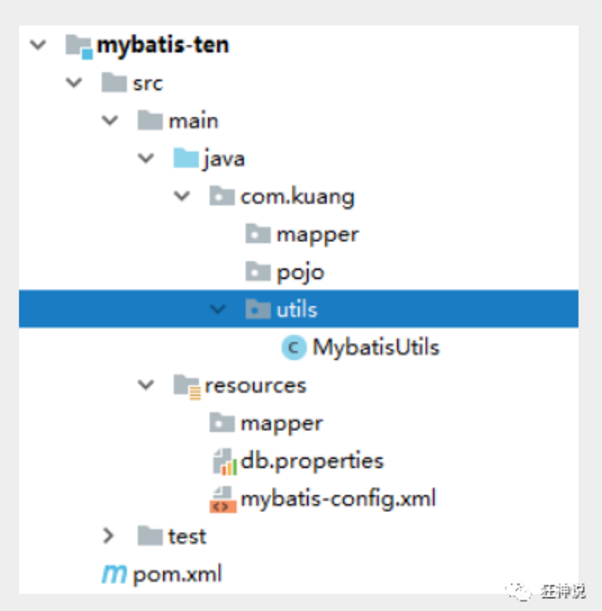 mybatis-ten
src
main
java
com.kuang
mapper
pojo
utils
MybatisUtils
resources
mapper
db.properties
mybatis-config.xml
test
pom.xml
狂神说